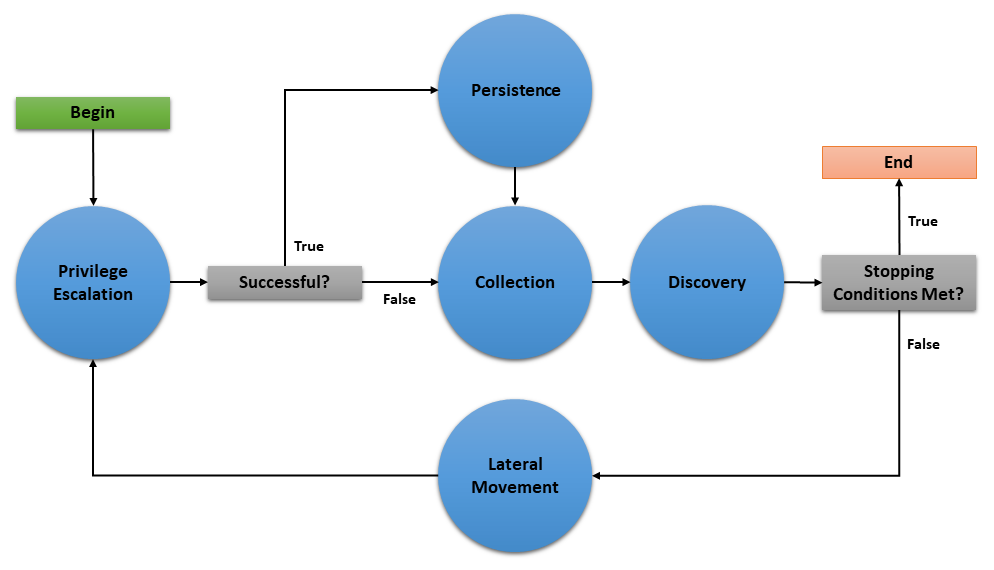 Persistence
Begin
End
True
True
Privilege
Escalation
Successful?
False
Collection
Discovery
Stopping
Conditions Met?
False
Lateral
Movement